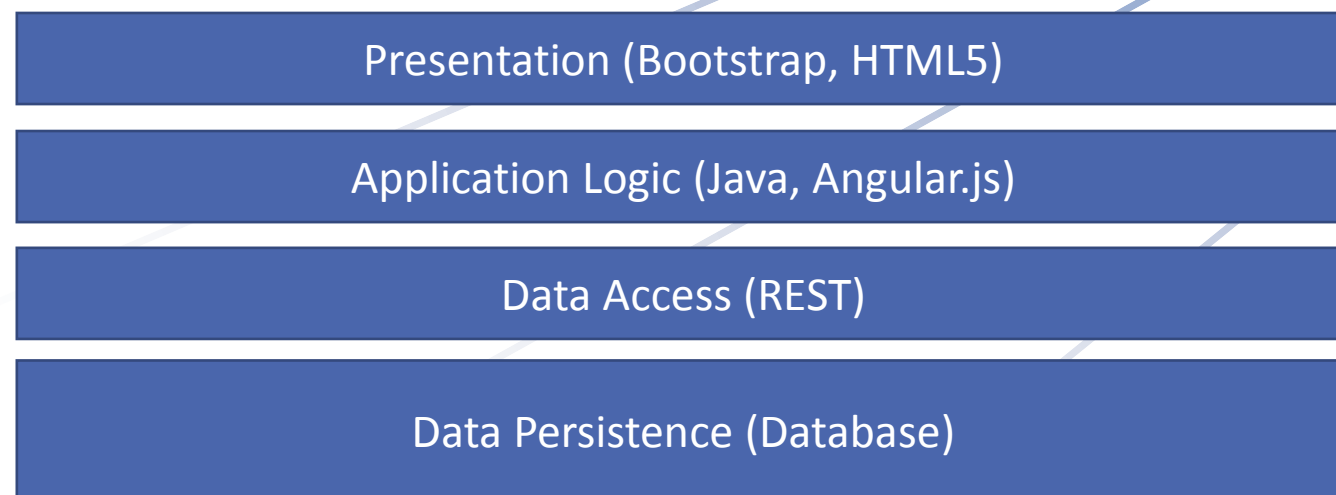 Presentation (Bootstrap, HTML5)
Application Logic (Java, Angular.js)
Data Access (REST)
Data Persistence (Database)